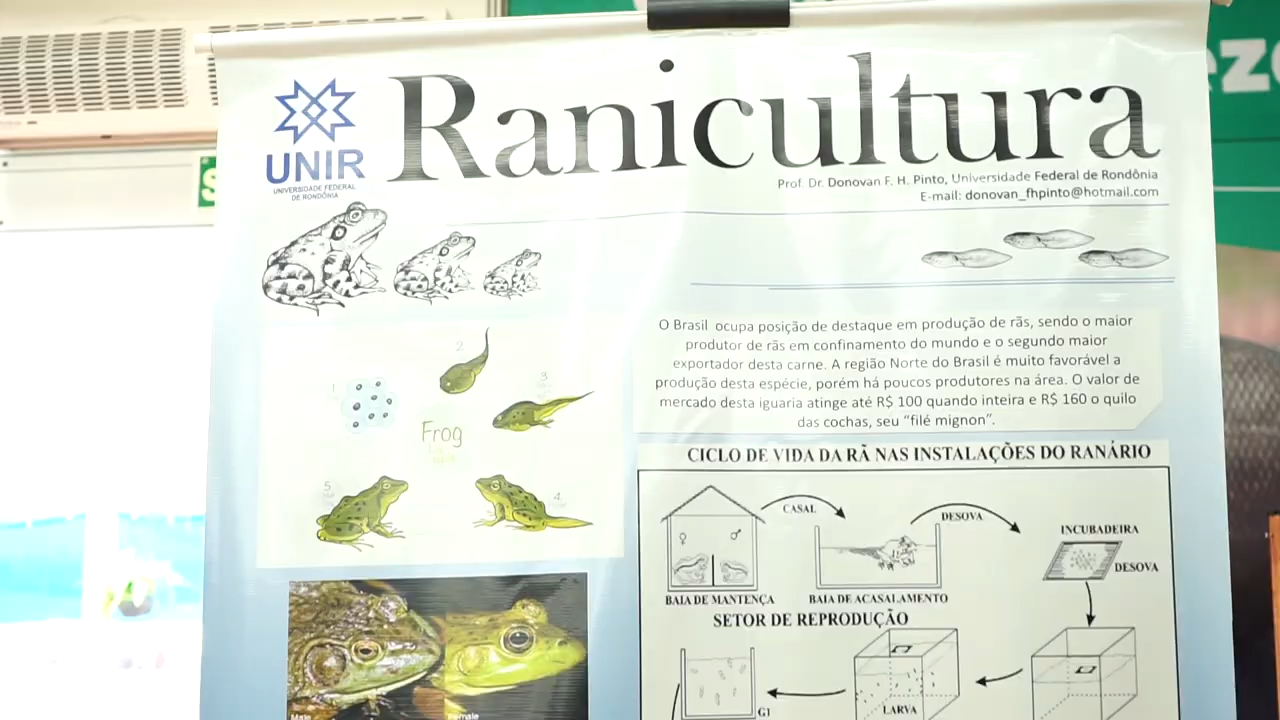 Ranicultura
UNIR
UNIVERSIDADE FEDERAL
DE RONDÔNIA
Prof. Dr. Donovan F. H. Pinto, Universidade Federal de Rondônia
E-mail: donovan_fhpinto@hotmail.com
O Brasil ocupa posição de destaque em produção de rãs, sendo o maior
produtor de rãs em confinamento do mundo e o segundo maior
exportador desta carne. A região Norte do Brasil é muito favorável a
produção desta espécie, porém há poucos produtores na área. O valor de
mercado desta iguaria atinge até R$ 100 quando inteira e R$ 160 o quilo
das cochas, seu “filé mignon”.
1
2
3
Frog
5
4
CICLO DE VIDA DA RÃ NAS INSTALAÇÕES DO RANÁRIO
CASAL
DESOVA
INCUBADEIRA
DESOVA
BAIA DE MANTENÇA
BAIA DE ACASALAMENTO
SETOR DE REPRODUÇÃO
G1
LARVA
Male
Female